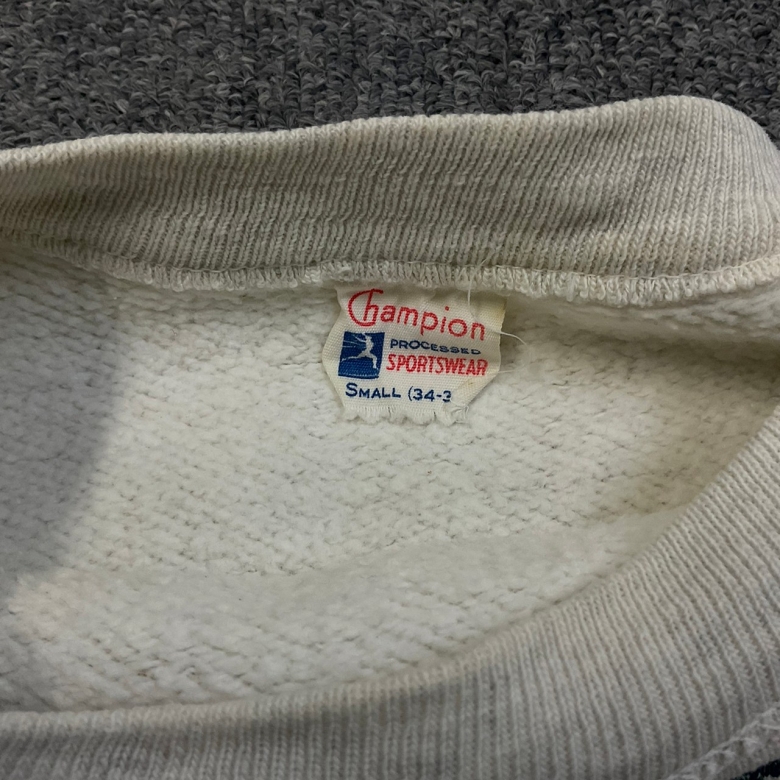 Champion
PROCESSED
SPORTSWEAR
SMALL (34-3